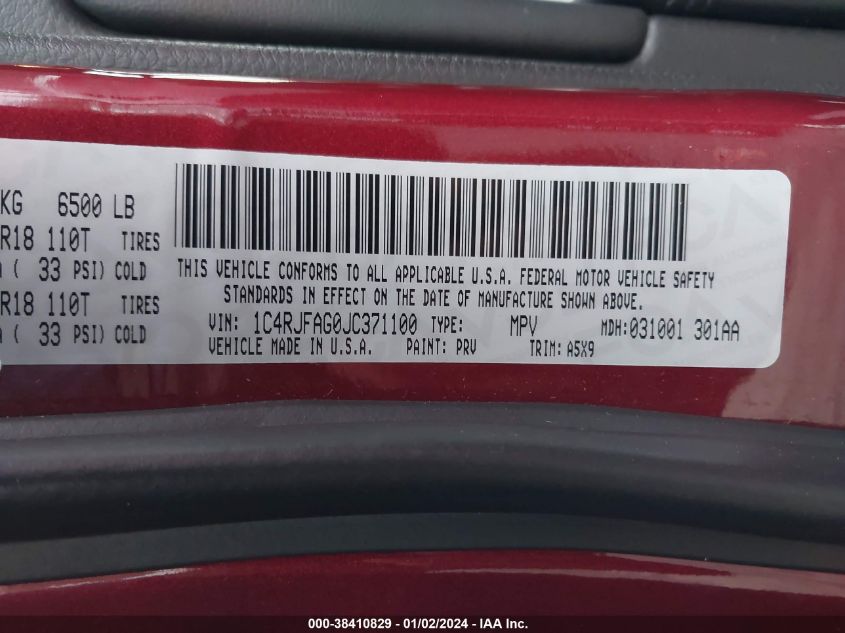 KG 6500 LB
R18 110T TIRES
( 33 PSI) COLD
R18 110T TIRES
( 33 PSI) COLD
THIS VEHICLE CONFORMS TO ALL APPLICABLE U.S.A. FEDERAL MOTOR VEHICLE SAFETY
STANDARDS IN EFFECT ON THE DATE OF MANUFACTURE SHOWN ABOVE.
VIN: 1C4RJFAG0JC371100 TYPE: MPV MDH:031001 301AA
VEHICLE MADE IN U.S.A. PAINT: PRV TRIM: A5X9
000-38410829 - 01/02/2024 - IAA Inc.